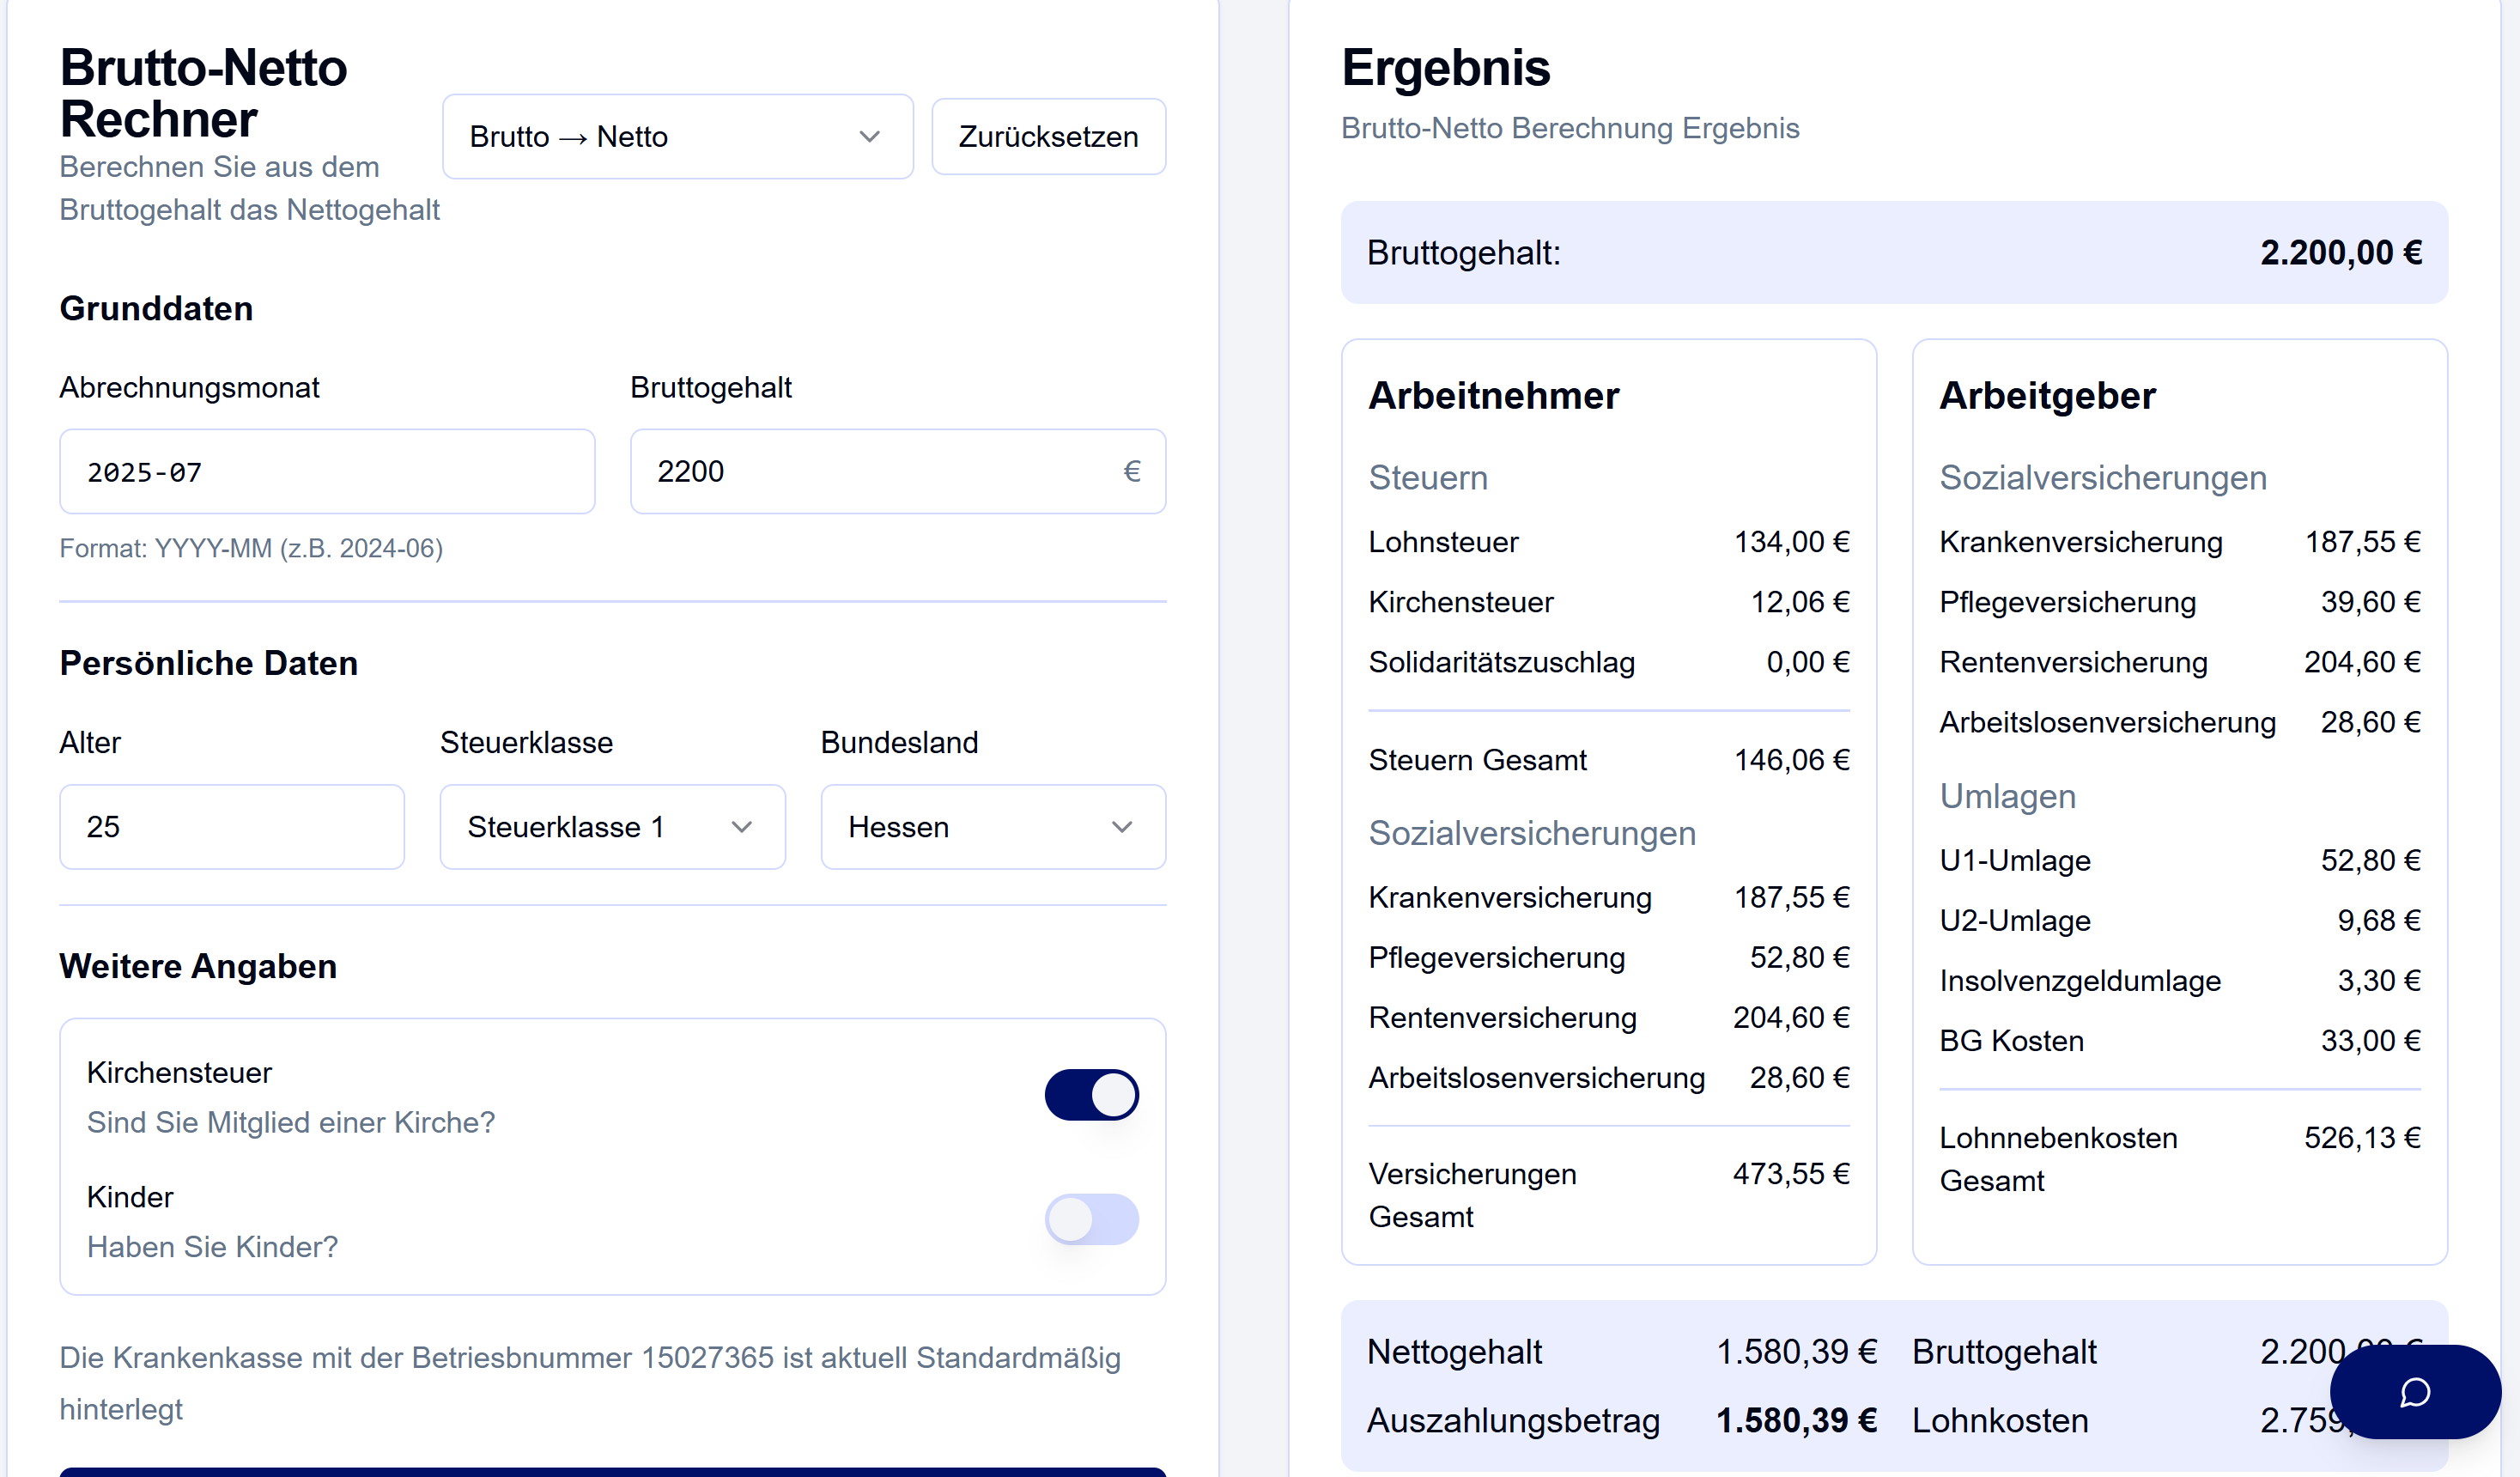 Brutto-Netto
Rechner
Berechnen Sie aus dem
Bruttogehalt das Nettogehalt
Brutto → Netto
Zurücksetzen
Grunddaten
Abrechnungsmonat
Bruttogehalt
2025-07
2200 €
Format: YYYY-MM (z.B. 2024-06)
Persönliche Daten
Alter
Steuerklasse
Bundesland
25
Steuerklasse 1
Hessen
Weitere Angaben
Kirchensteuer
Sind Sie Mitglied einer Kirche?
Kinder
Haben Sie Kinder?
Die Krankenkasse mit der Betriesbnummer 15027365 ist aktuell Standardmäßig
hinterlegt
Ergebnis
Brutto-Netto Berechnung Ergebnis
Bruttogehalt: 2.200,00 €
Arbeitnehmer
Steuern
Lohnsteuer 134,00 €
Kirchensteuer 12,06 €
Solidaritätszuschlag 0,00 €
Steuern Gesamt 146,06 €
Sozialversicherungen
Krankenversicherung 187,55 €
Pflegeversicherung 52,80 €
Rentenversicherung 204,60 €
Arbeitslosenversicherung 28,60 €
Versicherungen 473,55 €
Gesamt
Arbeitgeber
Sozialversicherungen
Krankenversicherung 187,55 €
Pflegeversicherung 39,60 €
Rentenversicherung 204,60 €
Arbeitslosenversicherung 28,60 €
Umlagen
U1-Umlage 52,80 €
U2-Umlage 9,68 €
Insolvenzgeldumlage 3,30 €
BG Kosten 33,00 €
Lohnnebenkosten 526,13 €
Gesamt
Nettogehalt 1.580,39 €
Auszahlungsbetrag 1.580,39 €
Bruttogehalt
Lohnkosten